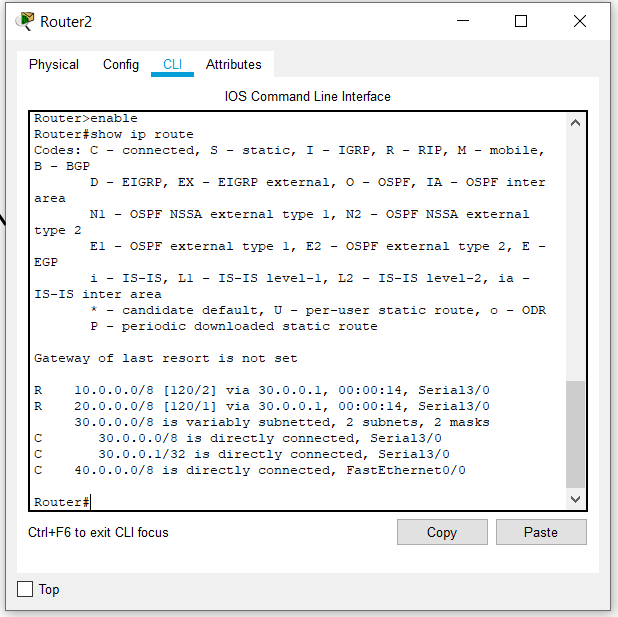 Router2
Physical Config CLI Attributes
IOS Command Line Interface
Router>enable
Router#show ip route
Codes: C - connected, S - static, I - IGRP, R - RIP, M - mobile,
B - BGP
       D - EIGRP, EX - EIGRP external, O - OSPF, IA - OSPF inter
area
       N1 - OSPF NSSA external type 1, N2 - OSPF NSSA external
type 2
       E1 - OSPF external type 1, E2 - OSPF external type 2, E -
EGP
       i - IS-IS, L1 - IS-IS level-1, L2 - IS-IS level-2, ia -
IS-IS inter area
       * - candidate default, U - per-user static route, o - ODR
       P - periodic downloaded static route
Gateway of last resort is not set
R    10.0.0.0/8 [120/2] via 30.0.0.1, 00:00:14, Serial3/0
R    20.0.0.0/8 [120/1] via 30.0.0.1, 00:00:14, Serial3/0
     30.0.0.0/8 is variably subnetted, 2 subnets, 2 masks
C       30.0.0.0/8 is directly connected, Serial3/0
C       30.0.0.1/32 is directly connected, Serial3/0
C    40.0.0.0/8 is directly connected, FastEthernet0/0
Router#
Ctrl+F6 to exit CLI focus
Copy Paste
Top